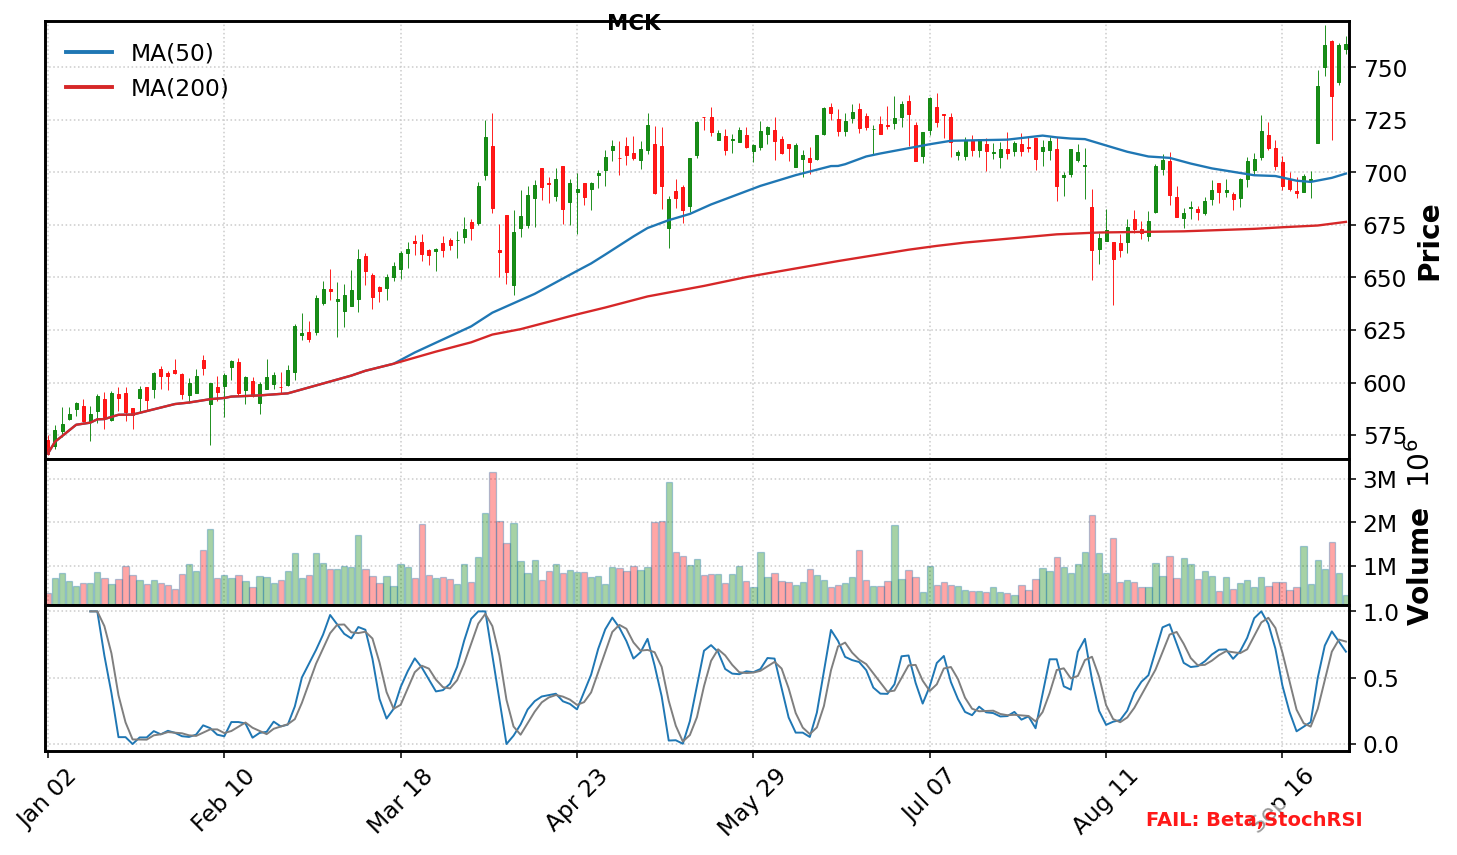 MCK
MA(50)
MA(200)
750
725
700
675
650
625
600
575
Price
3M
2M
1M
Volume 10^6
1.0
0.5
0.0
Jan 02
Feb 10
Mar 18
Apr 23
May 29
Jul 07
Aug 11
Sep 16
FAIL: Beta,StochRSI